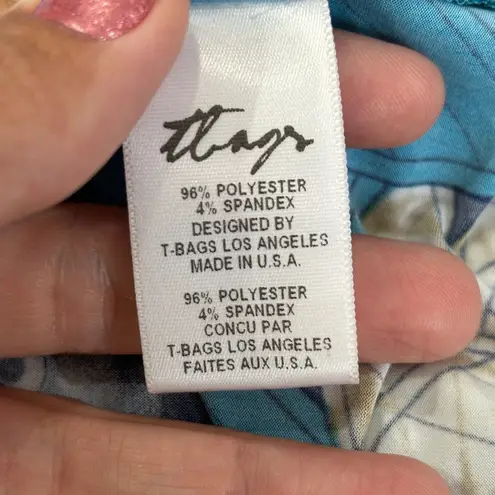 tbags
96% POLYESTER
4% SPANDEX
DESIGNED BY
T-BAGS LOS ANGELES
MADE IN U.S.A.
96% POLYESTER
4% SPANDEX
CONCU PAR
T-BAGS LOS ANGELES
FAITES AUX U.S.A.